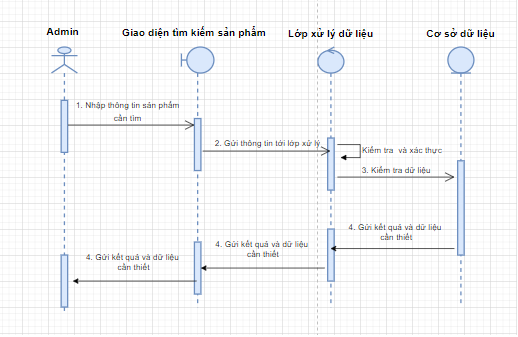 Admin
Giao diện tìm kiếm sản phẩm
Lớp xử lý dữ liệu
Cơ sở dữ liệu
1. Nhập thông tin sản phẩm
cần tìm
2. Gửi thông tin tới lớp xử lý
Kiểm tra và xác thực
3. Kiểm tra dữ liệu
4. Gửi kết quả và dữ liệu
cần thiết
4. Gửi kết quả và dữ liệu
cần thiết
4. Gửi kết quả và dữ liệu
cần thiết